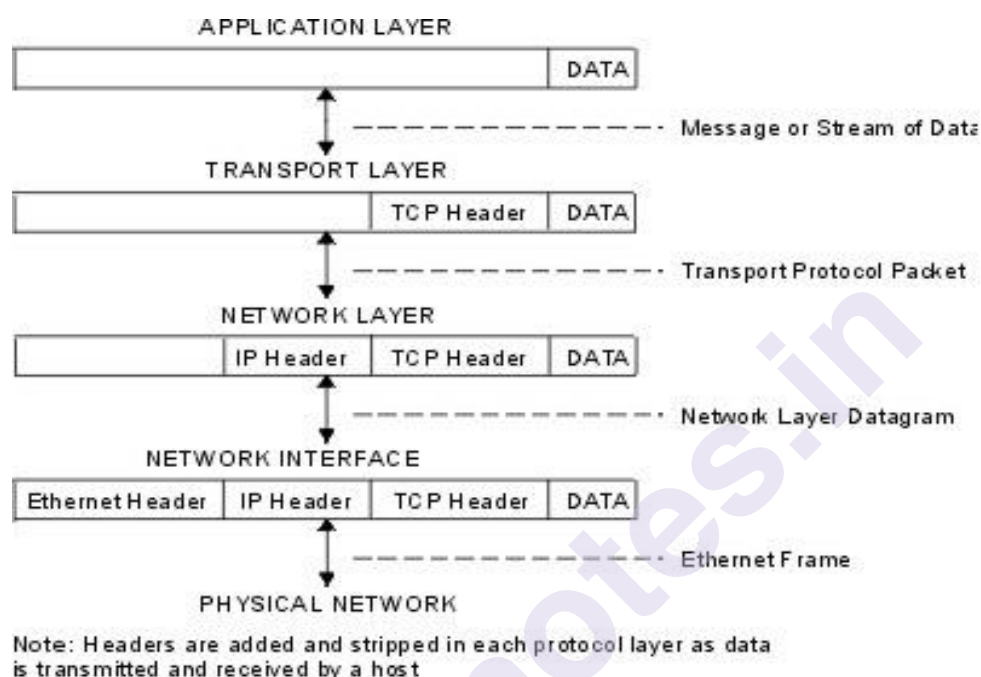 APPLICATION LAYER
DATA
Message or Stream of Data
TRANSPORT LAYER
TCP Header DATA
Transport Protocol Packet
NETWORK LAYER
IP Header TCP Header DATA
Network Layer Datagram
NETWORK INTERFACE
Ethernet Header IP Header TCP Header DATA
Ethernet Frame
PHYSICAL NETWORK
Note: Headers are added and stripped in each protocol layer as data
is transmitted and received by a host
notes.in